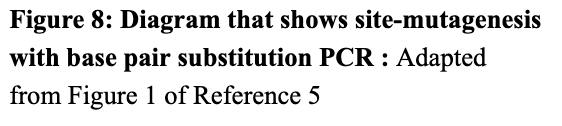 Figure 8: Diagram that shows site-mutagenesis
with base pair substitution PCR : Adapted
from Figure 1 of Reference 5